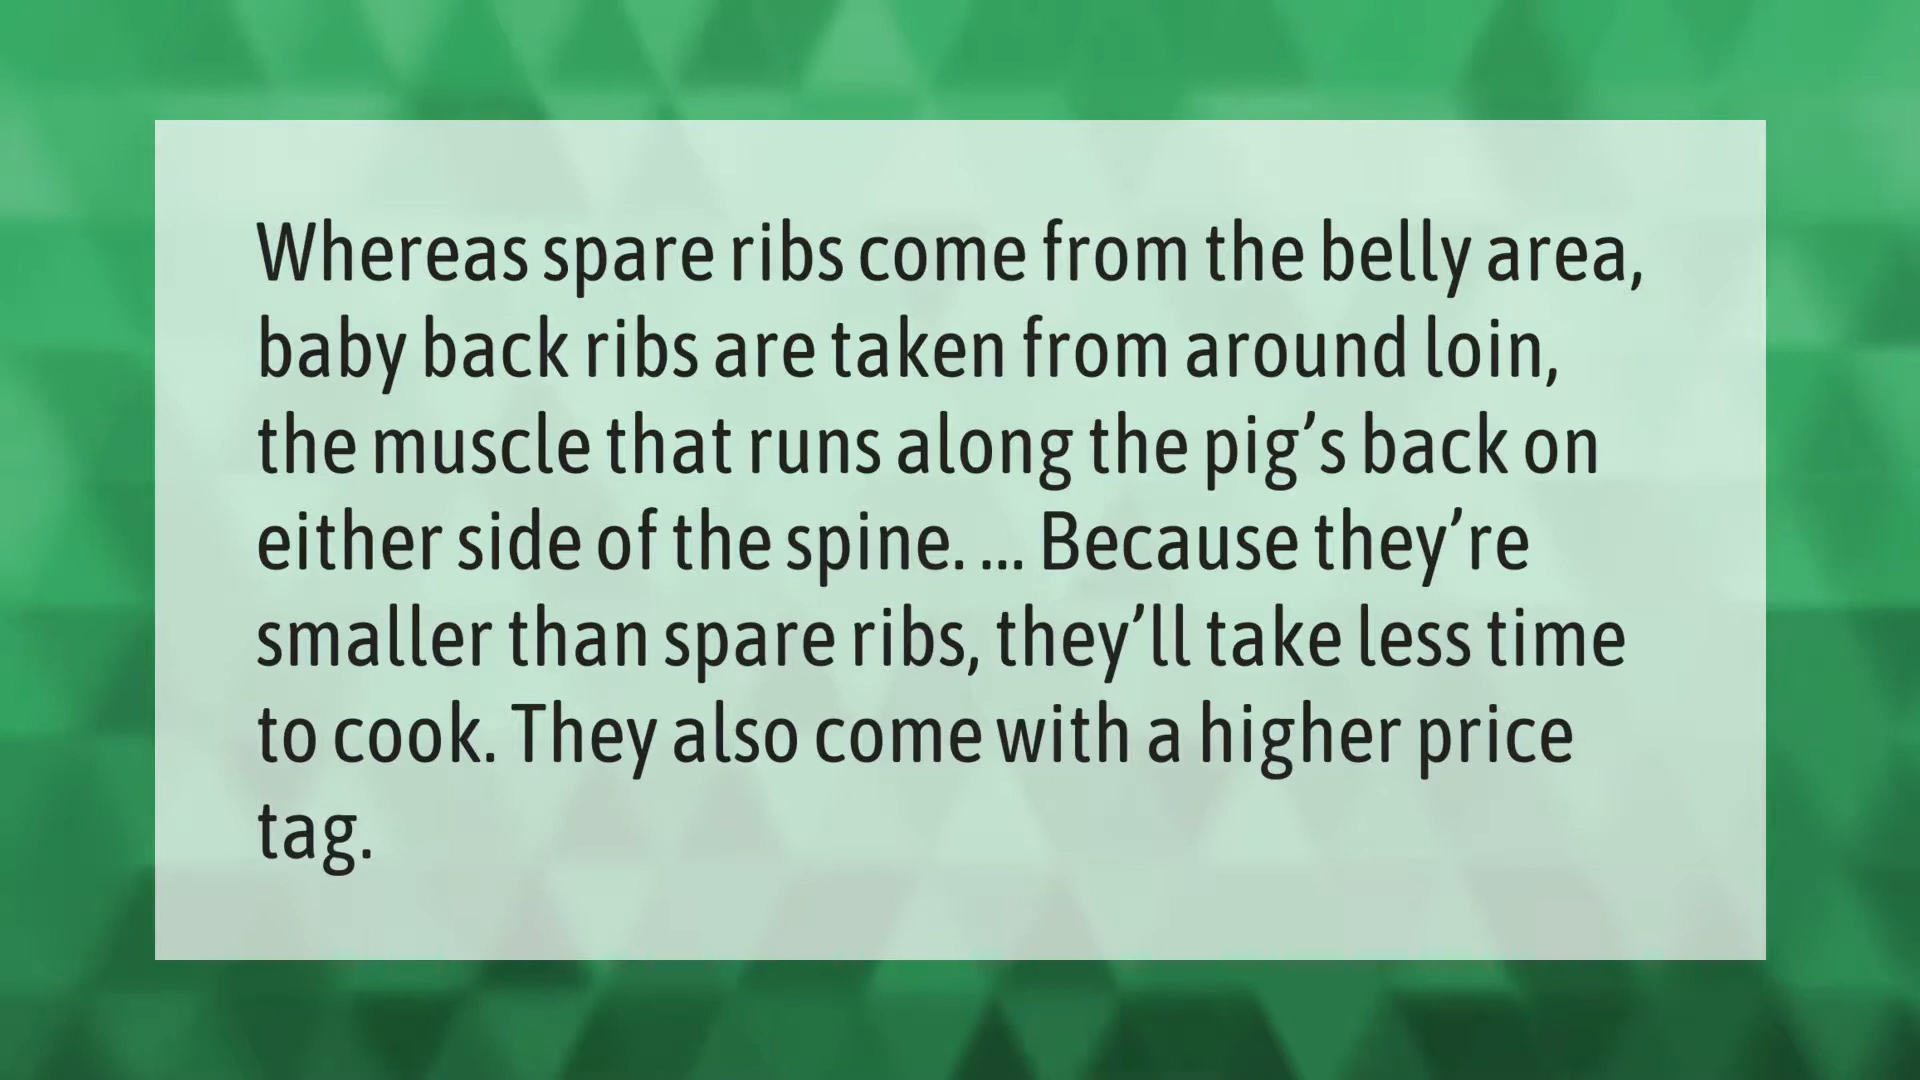 Whereas spare ribs come from the belly area,
baby back ribs are taken from around loin,
the muscle that runs along the pig’s back on
either side of the spine. ... Because they’re
smaller than spare ribs, they’ll take less time
to cook. They also come with a higher price
tag.